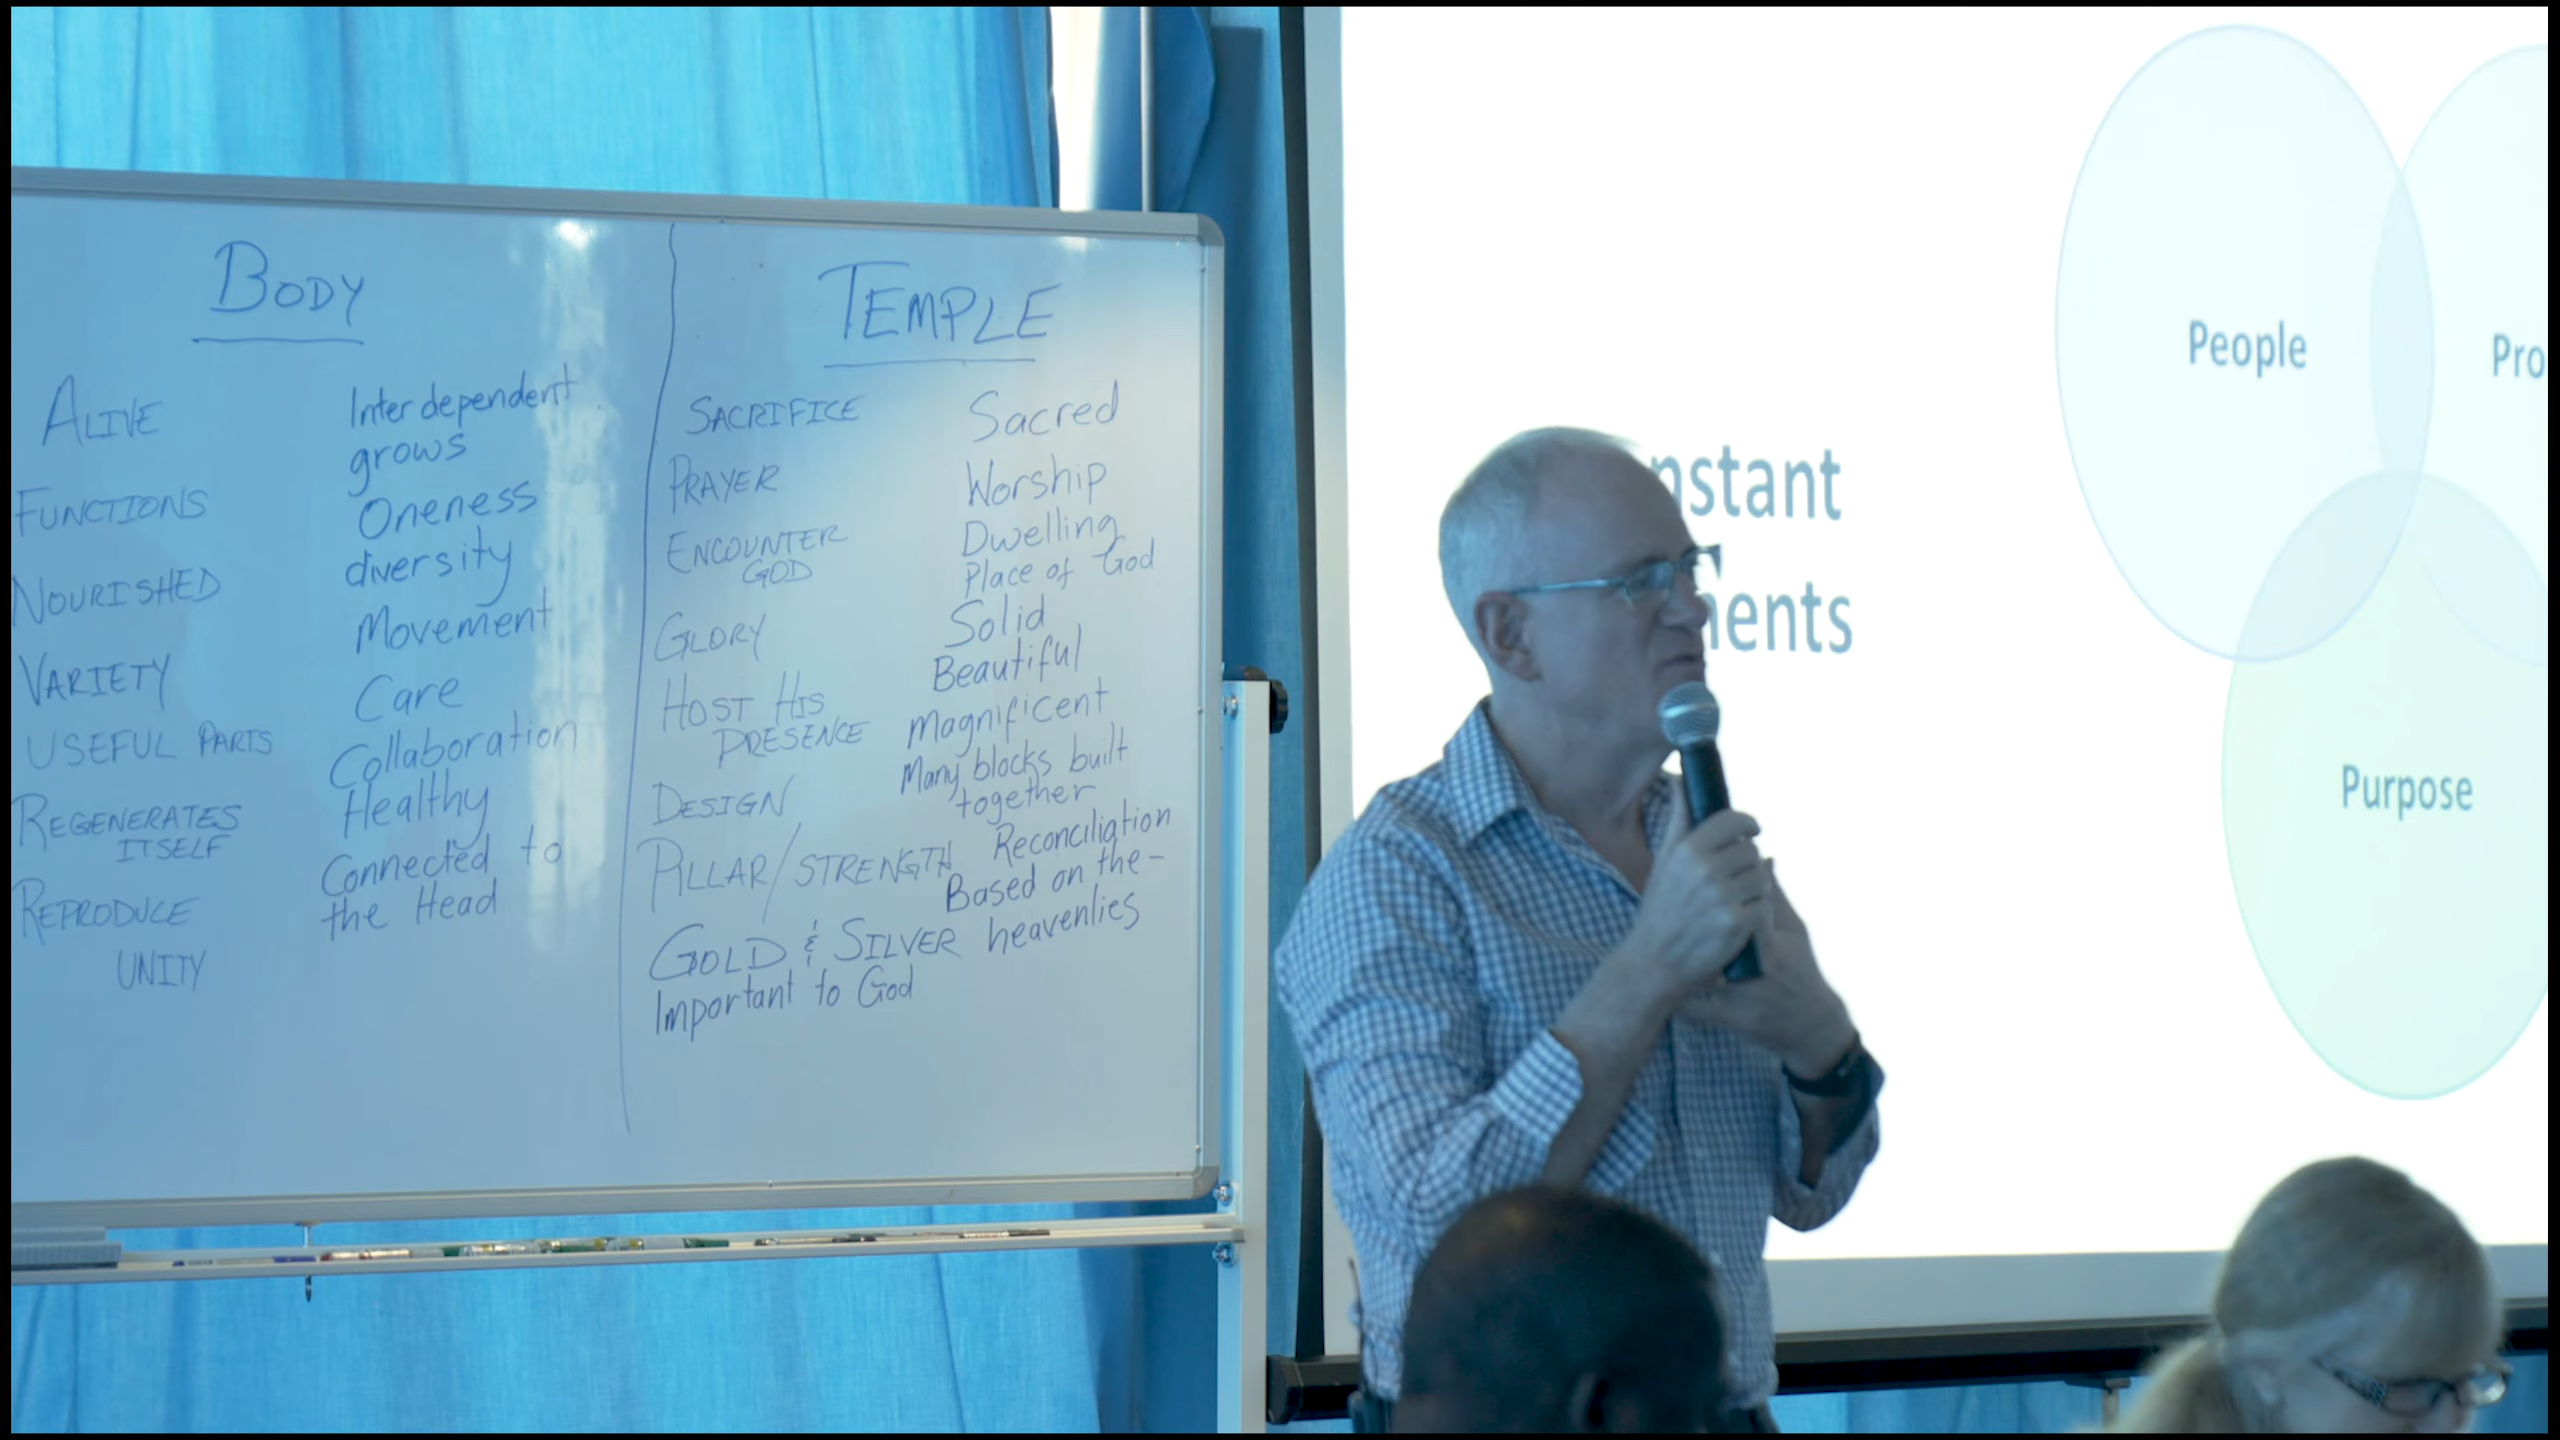 BODY
ALIVE
FUNCTIONS
NOURISHED
VARIETY
USEFUL PARTS
REGENERATES
ITSELF
REPRODUCE
UNITY
Interdependent
grows
Oneness
diversity
Movement
Care
Collaboration
Healthy
Connected to
the Head
TEMPLE
SACRIFICE
PRAYER
ENCOUNTER
GOD
GLORY
HOST HIS
PRESENCE
DESIGN
PILLAR/STRENGTH
GOLD & SILVER
Important to God
Sacred
Worship
Dwelling
Place of God
Solid
Beautiful
Magnificent
Many blocks built
together
Reconciliation
Based on the-
heavenlies
nstant
ments
People
Pro
Purpose